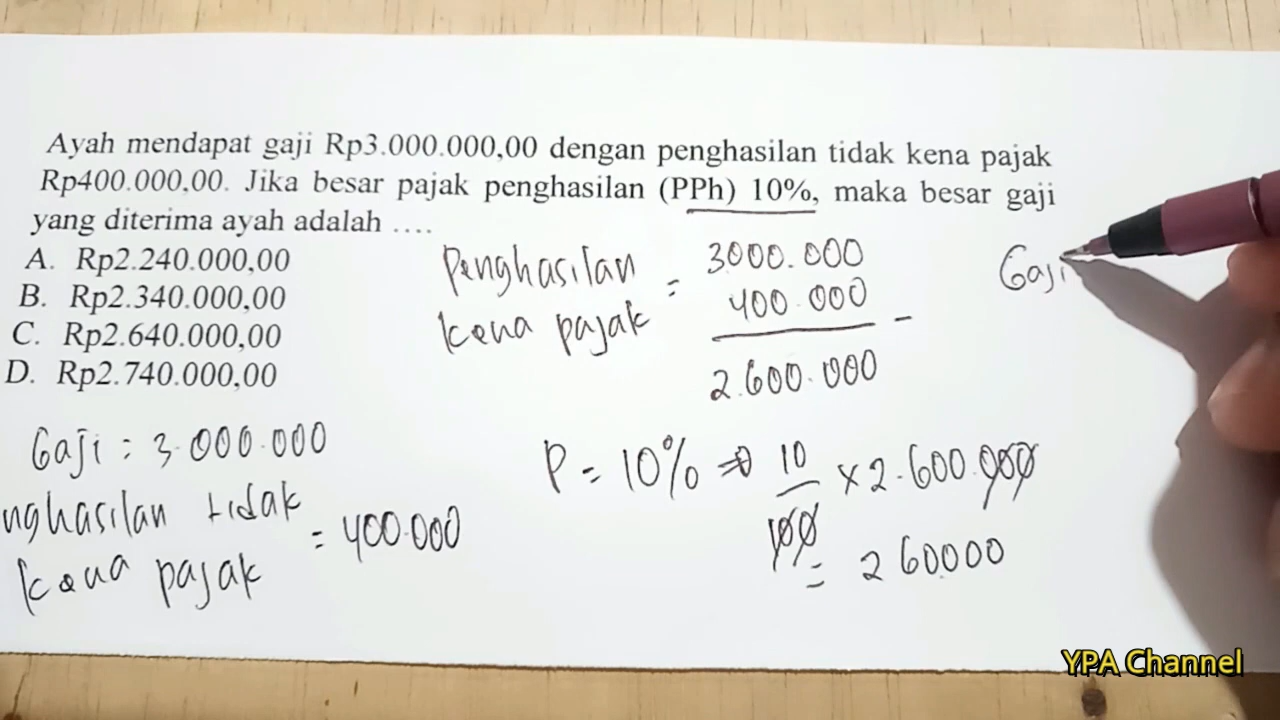 Ayah mendapat gaji Rp3.000.000,00 dengan penghasilan tidak kena pajak
Rp400.000,00. Jika besar pajak penghasilan (PPh) 10%, maka besar gaji
yang diterima ayah adalah ....
A. Rp2.240.000,00
B. Rp2.340.000,00
C. Rp2.640.000,00
D. Rp2.740.000,00
Penghasilan
kena pajak =
3.000.000
400.000 -
2.600.000
Gaji
Gaji : 3.000.000
nghasilan tidak
kena pajak = 400.000
P = 10% ⇒ 10/100 × 2.600.000
= 260000
YPA Channel